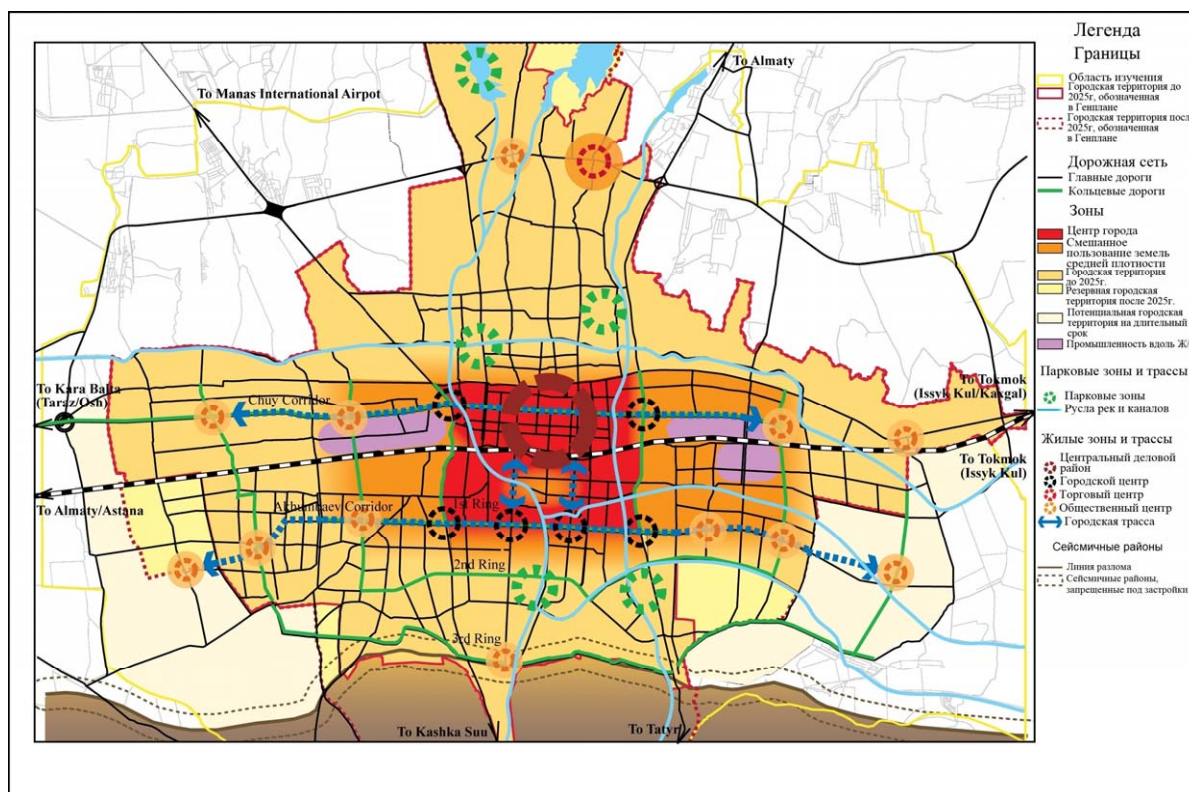 To Almaty
To Manas International Airpot
To Kara Balta
(Taraz/Osh)
Chuy Corridor
To Tokmok
(Issyk Kul/Kaxgal)
To Tokmok
(Issyk Kul)
To Almaty/Astana
1st Ring
Akhunbaev Corridor
2nd Ring
3rd Ring
To Kashka Suu
To Tatyr
Легенда
Границы
Область изучения
Городская территория до
2025г, обозначенная
в Генплане
Городская территория после
2025г, обозначенная
в Генплане
Дорожная сеть
Главные дороги
Кольцевые дороги
Зоны
Центр города
Смешанное
пользование земель
средней плотности
Городская территория
до 2025г.
Резервная городская
территория после 2025г.
Потенциальная городская
территория на длительный
срок
Промышленность вдоль Ж/
Парковые зоны и трассы
Парковые зоны
Русла рек и каналов
Жилые зоны и трассы
Центральный деловой
район
Городской центр
Торговый центр
Общественный центр
Городская трасса
Сейсмичные районы
Линия разлома
Сейсмичные районы,
запрещенные под застройки